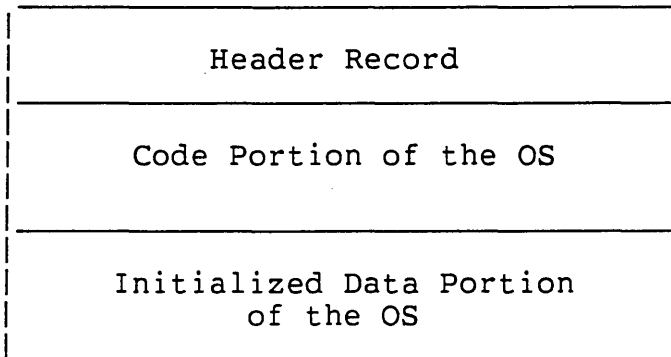 Header Record
Code Portion of the OS
Initialized Data Portion
of the OS